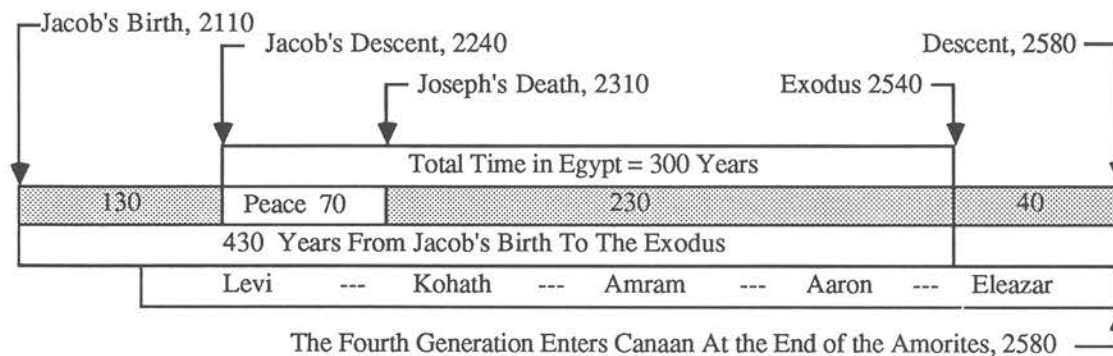 Jacob's Birth, 2110
Jacob's Descent, 2240
Descent, 2580
Joseph's Death, 2310
Exodus 2540
Total Time in Egypt = 300 Years
130
Peace 70
230
40
430 Years From Jacob's Birth To The Exodus
Levi --- Kohath --- Amram --- Aaron --- Eleazar
The Fourth Generation Enters Canaan At the End of the Amorites, 2580